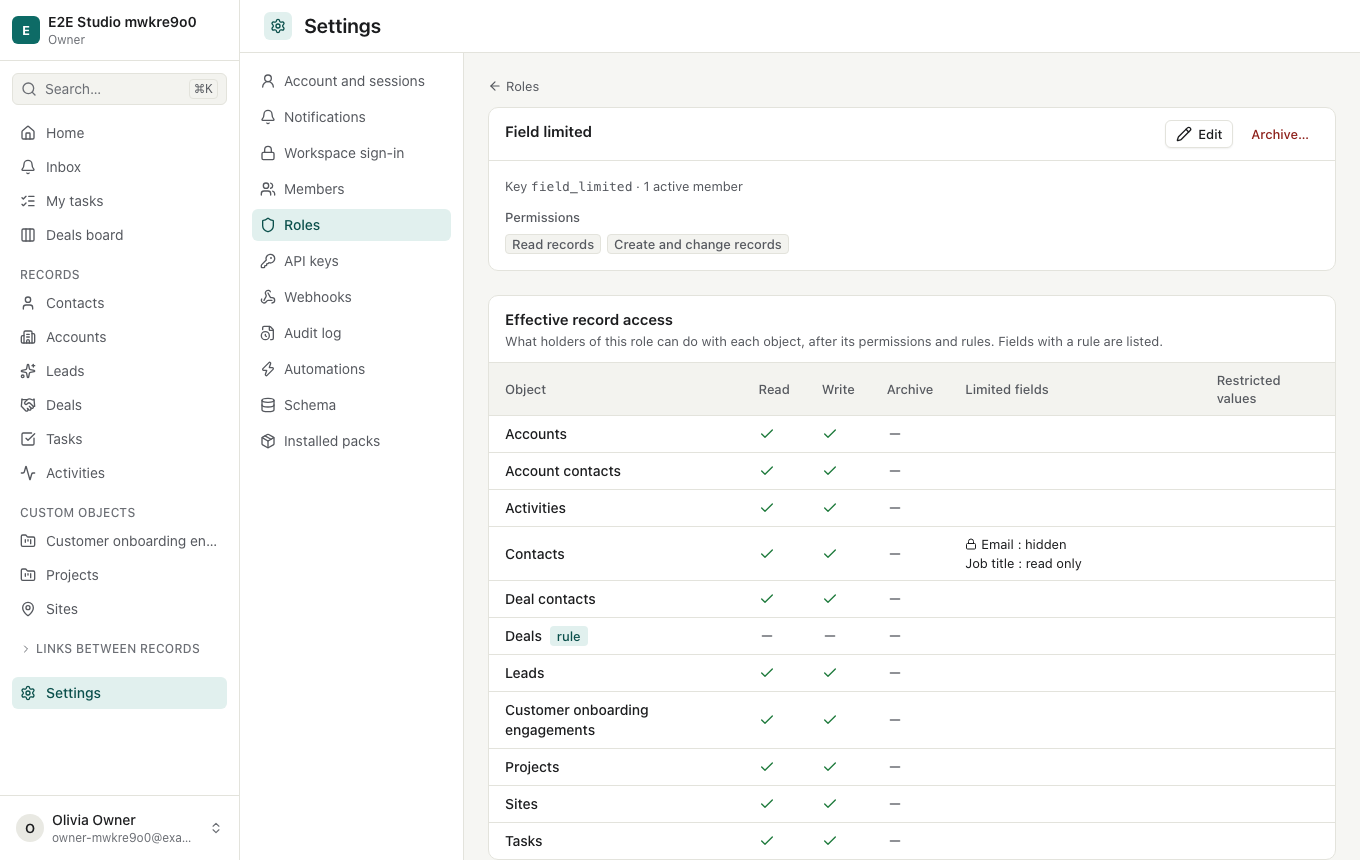 E
E2E Studio mwkre9o0
Owner
Search...
⌘K
Home
Inbox
My tasks
Deals board
RECORDS
Contacts
Accounts
Leads
Deals
Tasks
Activities
CUSTOM OBJECTS
Customer onboarding en...
Projects
Sites
LINKS BETWEEN RECORDS
Settings
O
Olivia Owner
owner-mwkre9o0@exa...
Settings
Account and sessions
Notifications
Workspace sign-in
Members
Roles
API keys
Webhooks
Audit log
Automations
Schema
Installed packs
← Roles
Field limited
Edit
Archive...
Key field_limited · 1 active member
Permissions
Read records
Create and change records
Effective record access
What holders of this role can do with each object, after its permissions and rules. Fields with a rule are listed.
Object Read Write Archive Limited fields Restricted values
Accounts
Account contacts
Activities
Contacts
Email : hidden
Job title : read only
Deal contacts
Deals rule
Leads
Customer onboarding
engagements
Projects
Sites
Tasks